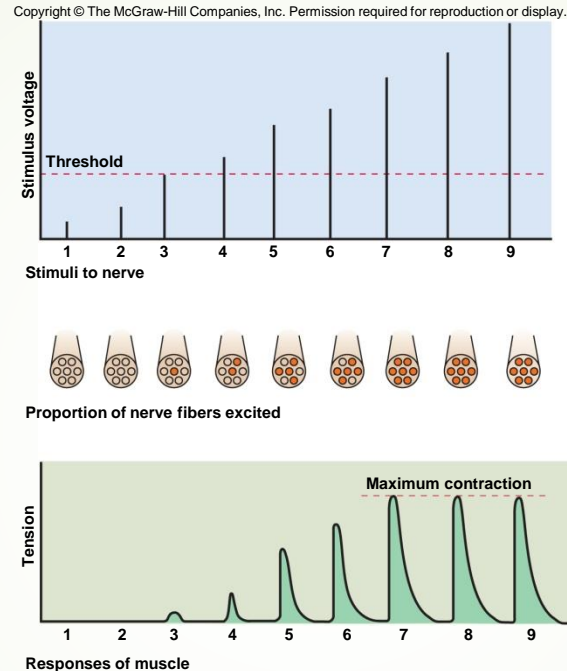 Copyright © The McGraw-Hill Companies, Inc. Permission required for reproduction or display.
Stimulus voltage
Threshold
1 2 3 4 5 6 7 8 9
Stimuli to nerve
Proportion of nerve fibers excited
Maximum contraction
Tension
1 2 3 4 5 6 7 8 9
Responses of muscle